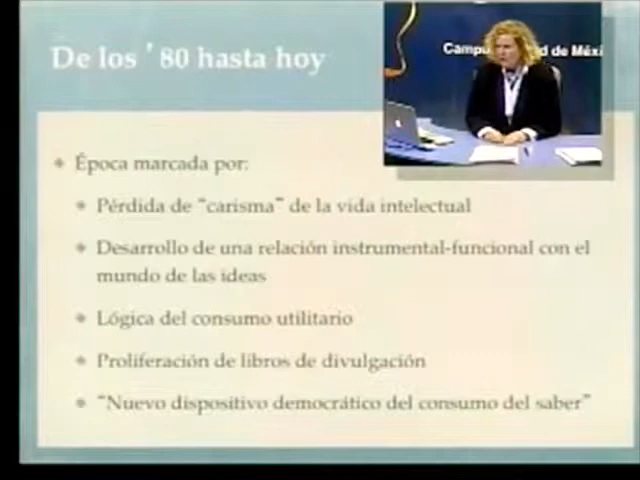 De los ´80 hasta hoy
Campus Ciudad de Méxi
Época marcada por:
Pérdida de “carisma” de la vida intelectual
Desarrollo de una relación instrumental-funcional con el
mundo de las ideas
Lógica del consumo utilitario
Proliferación de libros de divulgación
“Nuevo dispositivo democrático del consumo del saber”